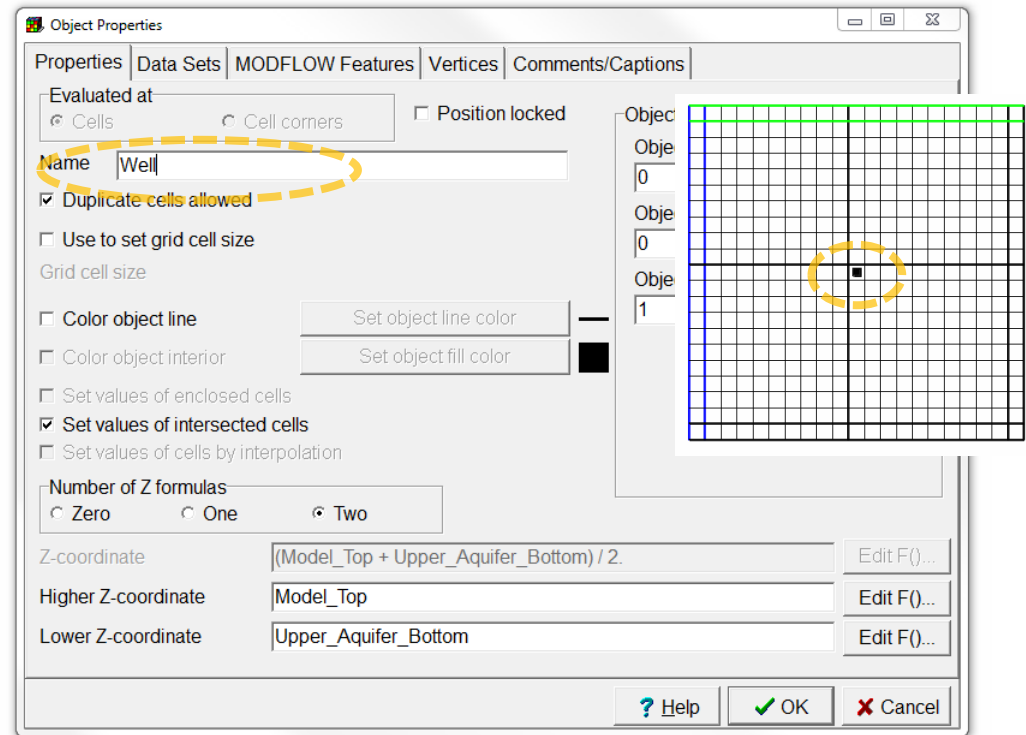 Object Properties
Properties Data Sets MODFLOW Features Vertices Comments/Captions
Evaluated at
Cells Cell corners
Position locked
Name Well
Duplicate cells allowed
Use to set grid cell size
Grid cell size
Color object line Set object line color
Color object interior Set object fill color
Set values of enclosed cells
Set values of intersected cells
Set values of cells by interpolation
Number of Z formulas
Zero One Two
Z-coordinate (Model_Top + Upper_Aquifer_Bottom) / 2. Edit F()...
Higher Z-coordinate Model_Top Edit F()...
Lower Z-coordinate Upper_Aquifer_Bottom Edit F()...
0
0
1
? Help OK Cancel